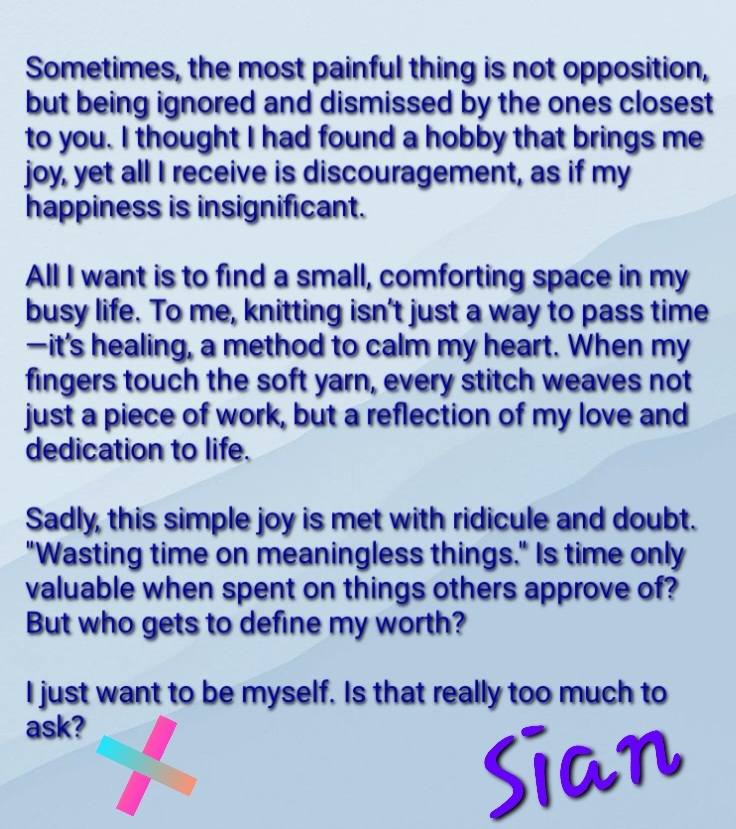 Sometimes, the most painful thing is not opposition,
but being ignored and dismissed by the ones closest
to you. I thought I had found a hobby that brings me
joy, yet all I receive is discouragement, as if my
happiness is insignificant.
All I want is to find a small, comforting space in my
busy life. To me, knitting isn't just a way to pass time
—it's healing, a method to calm my heart. When my
fingers touch the soft yarn, every stitch weaves not
just a piece of work, but a reflection of my love and
dedication to life.
Sadly, this simple joy is met with ridicule and doubt.
"Wasting time on meaningless things." Is time only
valuable when spent on things others approve of?
But who gets to define my worth?
I just want to be myself. Is that really too much to
ask?
Sian